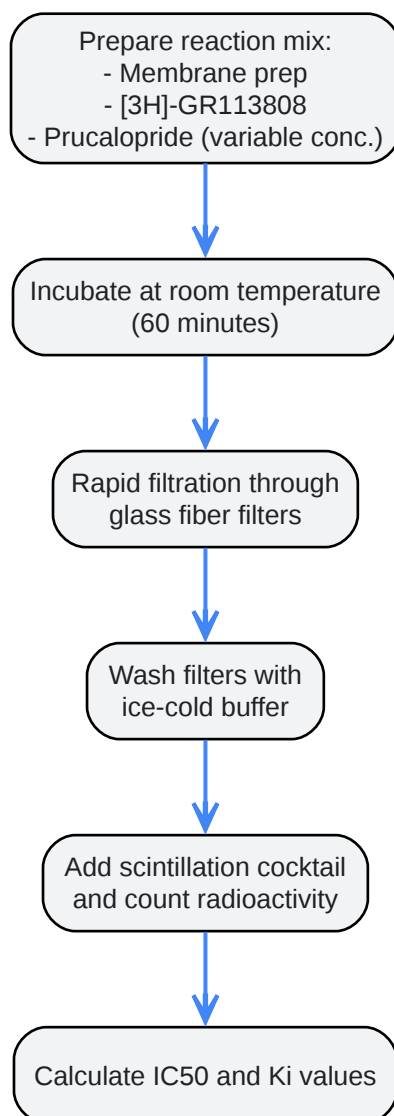 Prepare reaction mix:
- Membrane prep
- [3H]-GR113808
- Prucalopride (variable conc.)
Incubate at room temperature
(60 minutes)
Rapid filtration through
glass fiber filters
Wash filters with
ice-cold buffer
Add scintillation cocktail
and count radioactivity
Calculate IC50 and Ki values